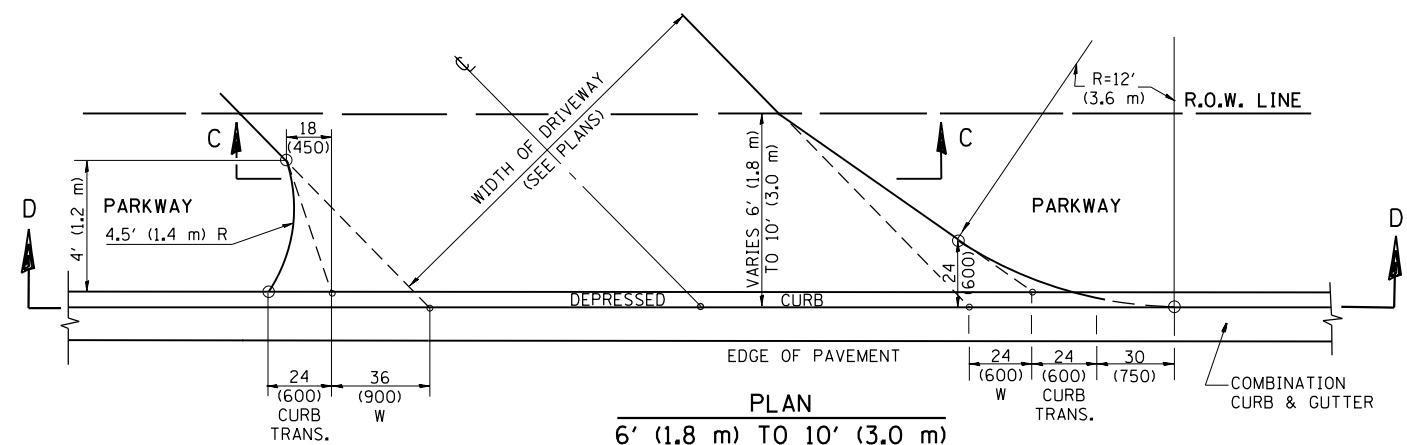 R=12'
(3.6 m)
R.O.W. LINE
C
18
(450)
WIDTH OF DRIVEWAY
(SEE PLANS)
VARIES 6' (1.8 m)
TO 10' (3.0 m)
C
D
4' (1.2 m)
PARKWAY
4.5' (1.4 m) R
PARKWAY
D
24
(600)
DEPRESSED CURB
EDGE OF PAVEMENT
24
(600)
CURB
TRANS.
36
(900)
W
24
(600)
W
24
(600)
CURB
TRANS.
30
(750)
COMBINATION
CURB & GUTTER
PLAN
6' (1.8 m) TO 10' (3.0 m)